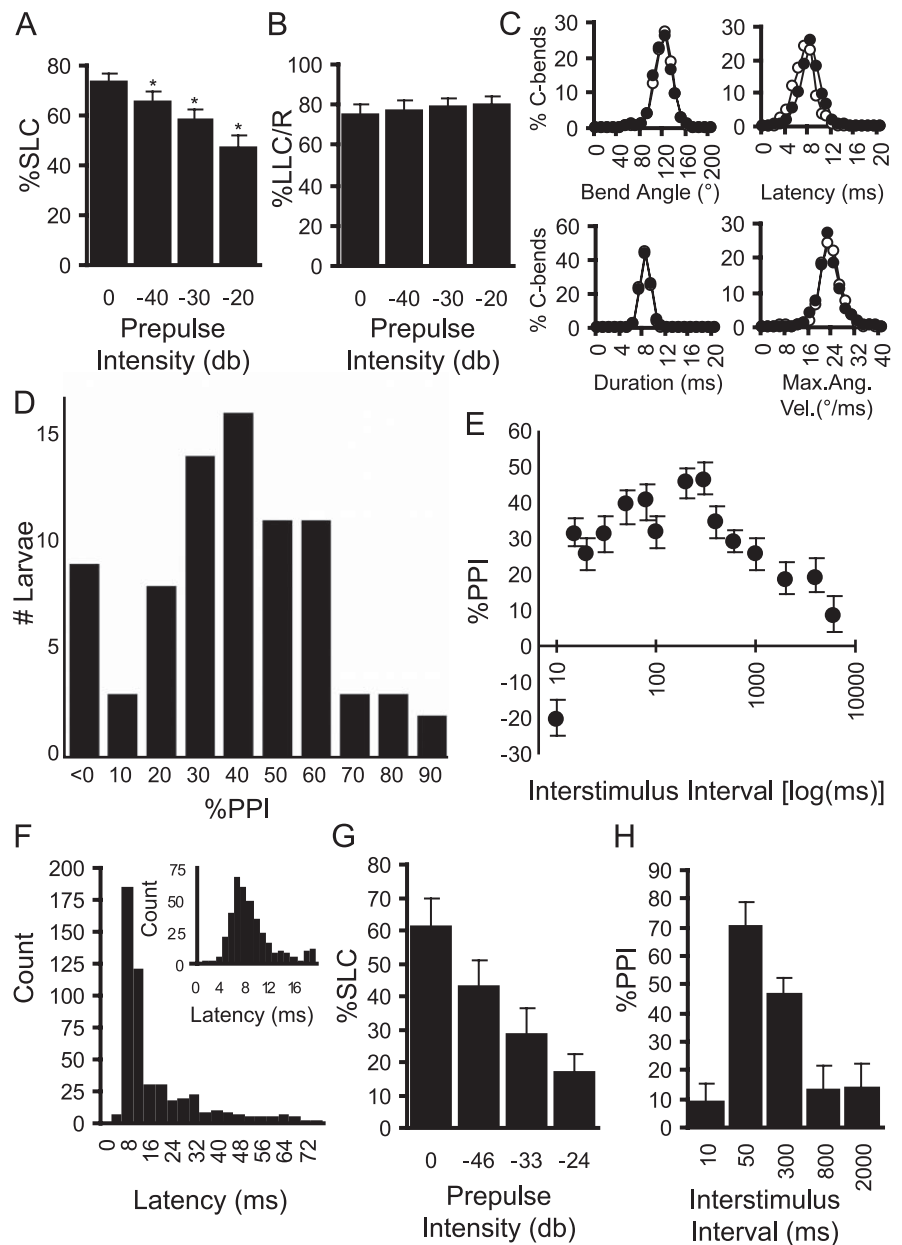 A
%SLC
80
60
40
20
0
*
*
*
0 -40 -30 -20
Prepulse
Intensity (db)
B
%LLC/R
100
80
60
40
20
0
0 -40 -30 -20
Prepulse
Intensity (db)
C
% C-bends
30
20
10
0
0 40 80 120 160 200
Bend Angle (°)
30
20
10
0
0 4 8 12 16 20
Latency (ms)
% C-bends
60
40
20
0
0 4 8 12 16 20
Duration (ms)
30
20
10
0
0 8 16 24 32 40
Max.Ang.
Vel.(°/ms)
D
# Larvae
15
10
5
0
<0 10 20 30 40 50 60 70 80 90
%PPI
E
%PPI
60
50
40
30
20
10
0
-10
-20
-30
10 100 1000 10000
Interstimulus Interval [log(ms)]
F
Count
200
175
150
125
100
75
50
25
0
0 8 16 24 32 40 48 56 64 72
Latency (ms)
Count
75
50
25
0
0 4 8 12 16
Latency (ms)
G
%SLC
80
70
60
50
40
30
20
10
0
0 -46 -33 -24
Prepulse
Intensity (db)
H
%PPI
90
80
70
60
50
40
30
20
10
0
10 50 300 800 2000
Interstimulus
Interval (ms)